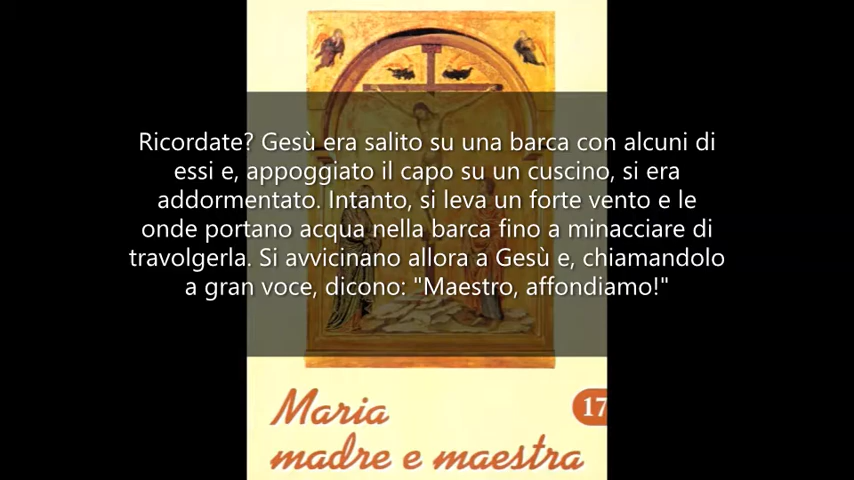 Ricordate? Gesù era salito su una barca con alcuni di
essi e, appoggiato il capo su un cuscino, si era
addormentato. Intanto, si leva un forte vento e le
onde portano acqua nella barca fino a minacciare di
travolgerla. Si avvicinano allora a Gesù e, chiamandolo
a gran voce, dicono: "Maestro, affondiamo!"
Maria
17
madre e maestra